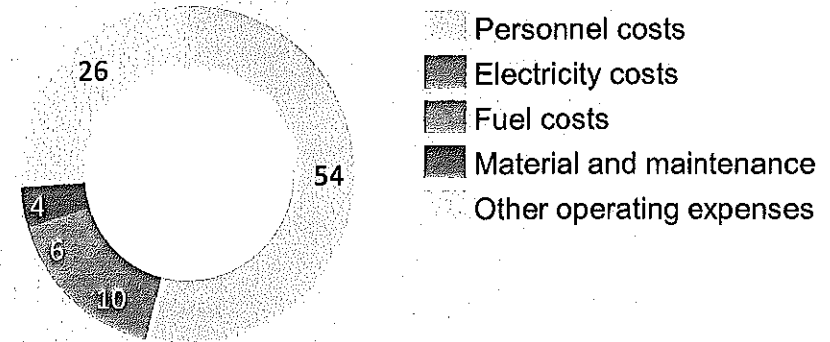 26
54
4
6
10
Personnel costs
Electricity costs
Fuel costs
Material and maintenance
Other operating expenses